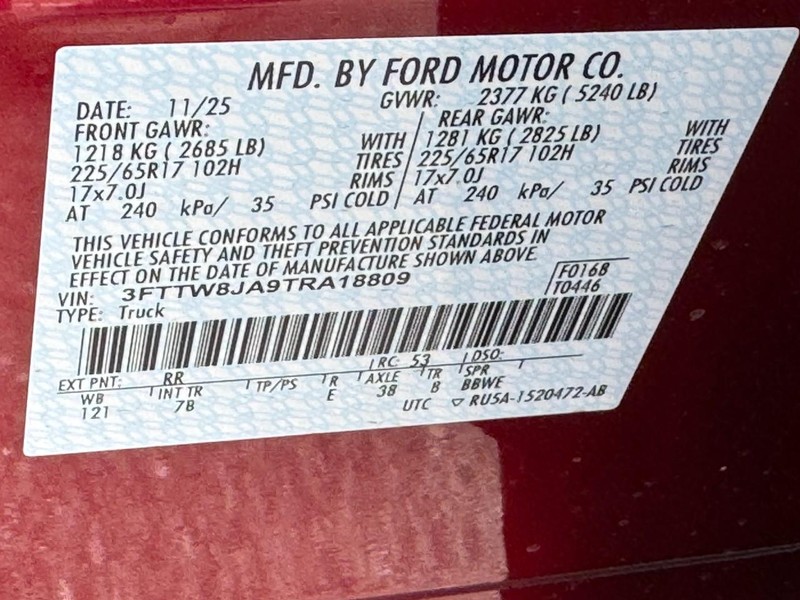 MFD. BY FORD MOTOR CO.
DATE: 11/25 GVWR: 2377 KG ( 5240 LB)
FRONT GAWR: REAR GAWR:
1218 KG ( 2685 LB) WITH 1281 KG ( 2825 LB) WITH
225/65R17 102H TIRES 225/65R17 102H TIRES
17x7.0J RIMS 17x7.0J RIMS
AT 240 kPa/ 35 PSI COLD AT 240 kPa/ 35 PSI COLD
THIS VEHICLE CONFORMS TO ALL APPLICABLE FEDERAL MOTOR
VEHICLE SAFETY AND THEFT PREVENTION STANDARDS IN
EFFECT ON THE DATE OF MANUFACTURE SHOWN ABOVE
VIN: 3FTTW8JA9TRA18809 F0168
TYPE: Truck T0446
EXT PNT: RR RC: 53 DSO:
WB INT TR TP/PS R AXLE TR SPR
121 7B E 38 B BBWE
UTC ▽ RU5A-1520472-AB